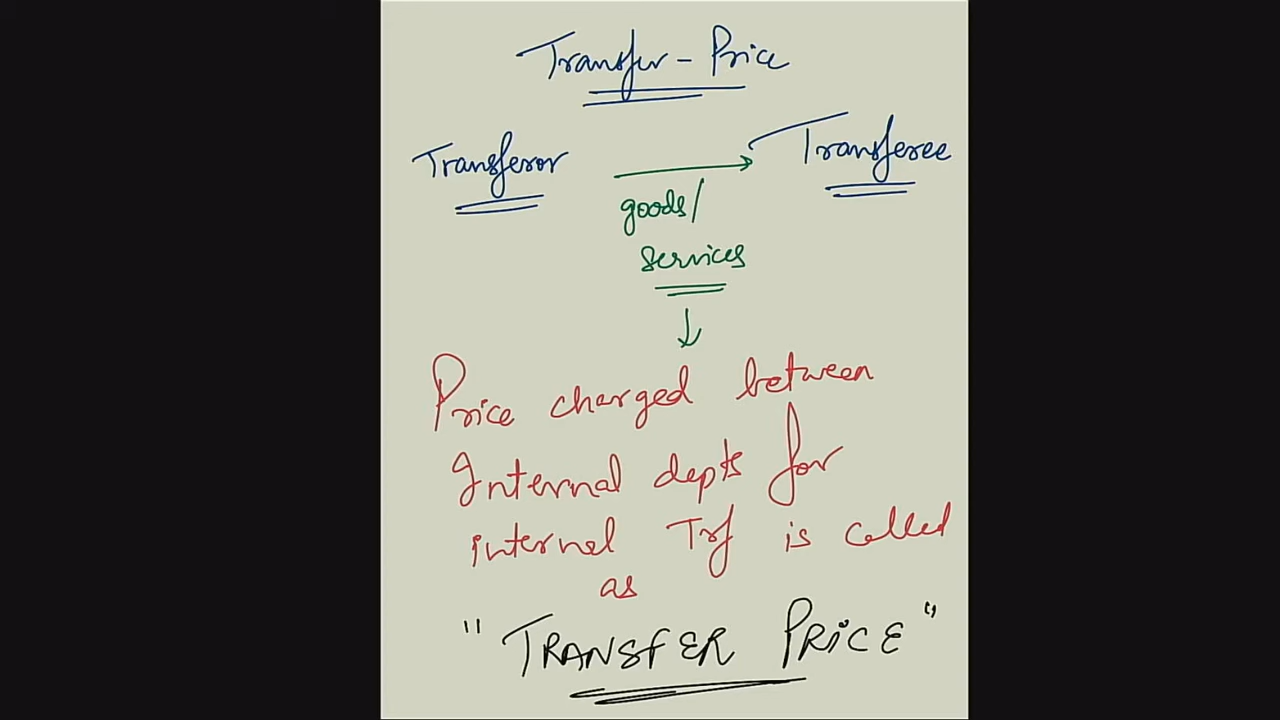 Transfer - Price
Transferor → Transferee
goods/
services
↓
Price charged between
Internal depts for
internal Trf is called
as
"TRANSFER PRICE"